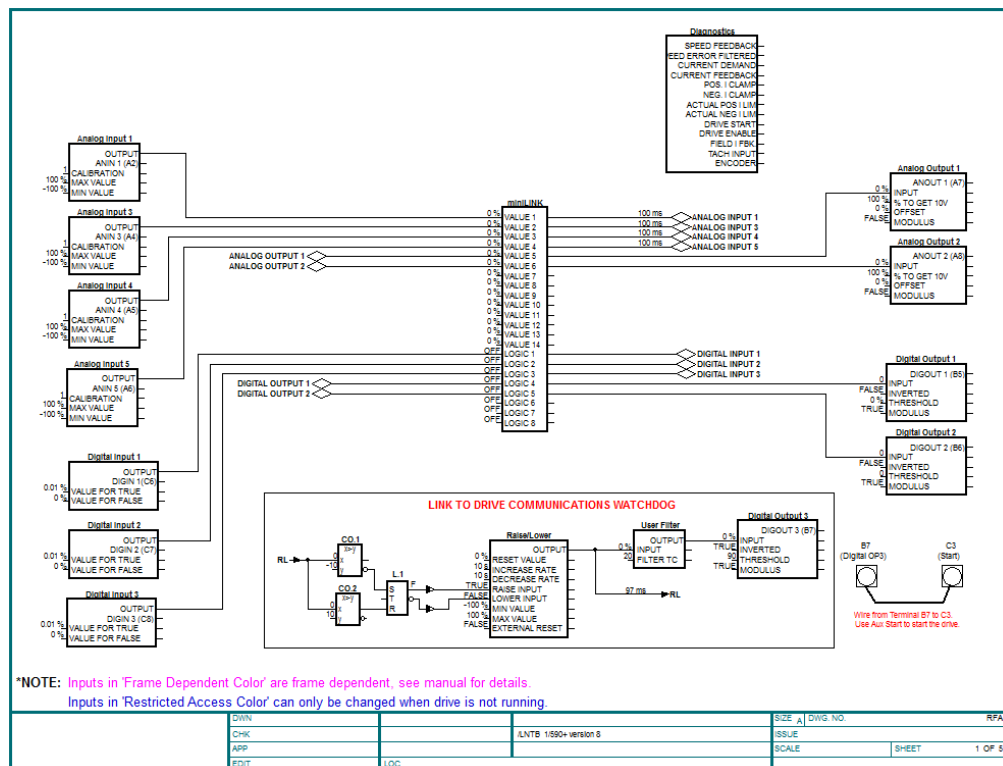 Diagnostics
SPEED FEEDBACK
EED ERROR FILTERED
CURRENT DEMAND
CURRENT FEEDBACK
POS. I CLAMP
NEG. I CLAMP
ACTUAL POS I LIM
ACTUAL NEG I LIM
DRIVE START
DRIVE ENABLE
FIELD I FBK
TACH INPUT
ENCODER
Analog Input 1
OUTPUT
ANIN 1 (A2)
1 CALIBRATION
100 % MAX VALUE
-100 % MIN VALUE
Analog Input 3
OUTPUT
ANIN 3 (A4)
1 CALIBRATION
100 % MAX VALUE
-100 % MIN VALUE
Analog Input 4
OUTPUT
ANIN 4 (A5)
1 CALIBRATION
100 % MAX VALUE
-100 % MIN VALUE
Analog Input 5
OUTPUT
ANIN 5 (A6)
1 CALIBRATION
100 % MAX VALUE
-100 % MIN VALUE
Digital Input 1
OUTPUT
DIGIN 1(C6)
0.01 % VALUE FOR TRUE
0 % VALUE FOR FALSE
Digital Input 2
OUTPUT
DIGIN 2 (C7)
0.01 % VALUE FOR TRUE
0 % VALUE FOR FALSE
Digital Input 3
OUTPUT
DIGIN 3 (C8)
0.01 % VALUE FOR TRUE
0 % VALUE FOR FALSE
ANALOG OUTPUT 1
ANALOG OUTPUT 2
DIGITAL OUTPUT 1
DIGITAL OUTPUT 2
miniLINK
0 % VALUE 1
0 % VALUE 2
0 % VALUE 3
0 % VALUE 4
0 % VALUE 5
0 % VALUE 6
0 % VALUE 7
0 % VALUE 8
0 % VALUE 9
0 % VALUE 10
0 % VALUE 11
0 % VALUE 12
0 % VALUE 13
0 % VALUE 14
OFF LOGIC 1
OFF LOGIC 2
OFF LOGIC 3
OFF LOGIC 4
OFF LOGIC 5
OFF LOGIC 6
OFF LOGIC 7
OFF LOGIC 8
100 ms ANALOG INPUT 1
100 ms ANALOG INPUT 3
100 ms ANALOG INPUT 4
100 ms ANALOG INPUT 5
DIGITAL INPUT 1
DIGITAL INPUT 2
DIGITAL INPUT 3
Analog Output 1
ANOUT 1 (A7)
0 % INPUT
100 % % TO GET 10V
0 % OFFSET
FALSE MODULUS
Analog Output 2
ANOUT 2 (A8)
0 % INPUT
100 % % TO GET 10V
0 % OFFSET
FALSE MODULUS
Digital Output 1
DIGOUT 1 (B5)
0 INPUT
FALSE INVERTED
0 % THRESHOLD
TRUE MODULUS
Digital Output 2
DIGOUT 2 (B6)
0 INPUT
FALSE INVERTED
0 THRESHOLD
TRUE MODULUS
LINK TO DRIVE COMMUNICATIONS WATCHDOG
RL
CO.1
x>y
0 x
-10 y
CO.2
x>y
0 x
10 y
L.1
S
T
R
F
Raise/Lower
OUTPUT
0 % RESET VALUE
10 s INCREASE RATE
10 s DECREASE RATE
TRUE RAISE INPUT
FALSE LOWER INPUT
-100 % MIN VALUE
100 % MAX VALUE
FALSE EXTERNAL RESET
User Filter
OUTPUT
0 % INPUT
20 FILTER TC
97 ms RL
Digital Output 3
DIGOUT 3 (B7)
0 % INPUT
TRUE INVERTED
90 THRESHOLD
TRUE MODULUS
B7 C3
(Digital OP3) (Start)
Wire from Terminal B7 to C3.
Use Aux Start to start the drive.
*NOTE: Inputs in 'Frame Dependent Color' are frame dependent, see manual for details.
Inputs in 'Restricted Access Color' can only be changed when drive is not running.
DWN SIZE A DWG. NO. RFA
CHK /LNTB 1/590+ version 8 ISSUE
APP SCALE SHEET 1 OF 5
EDIT LOC